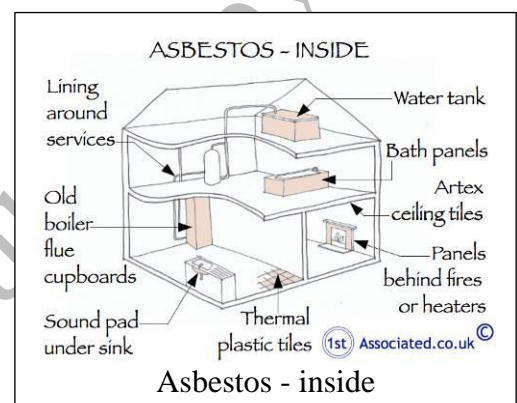 ASBESTOS - INSIDE
Lining
around
services
Water tank
Bath panels
Artex
ceiling tiles
Old
boiler
flue
cupboards
Panels
behind fires
or heaters
Sound pad
under sink
Thermal
plastic tiles
1st Associated.co.uk ©
Asbestos - inside